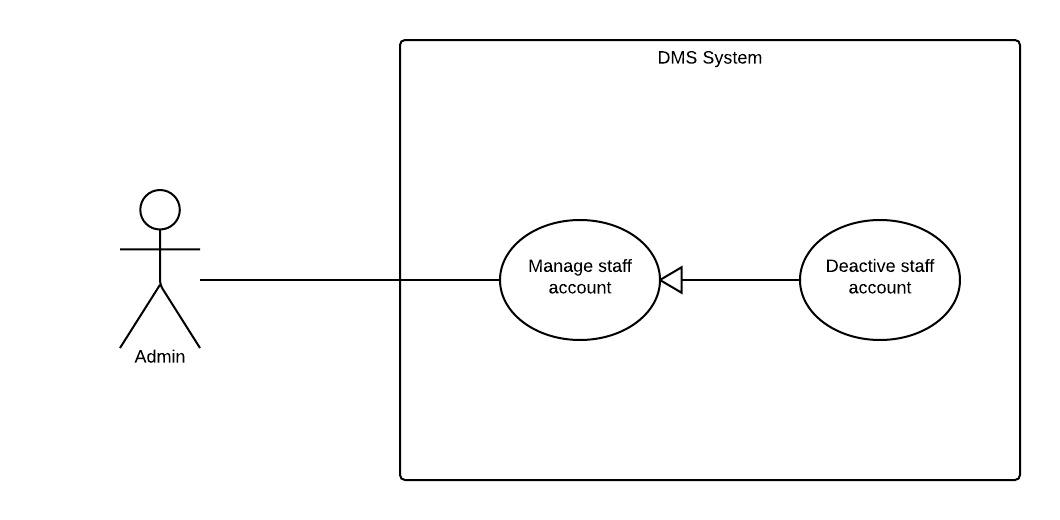 DMS System
Manage staff
account
Deactive staff
account
Admin